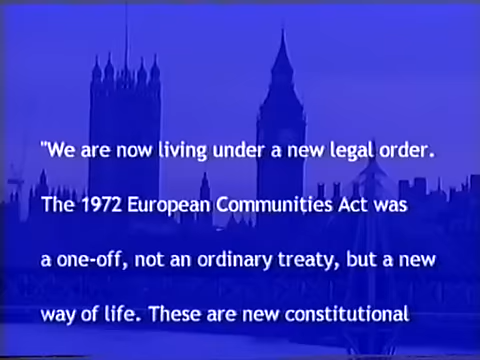 "We are now living under a new legal order.
The 1972 European Communities Act was
a one-off, not an ordinary treaty, but a new
way of life. These are new constitutional